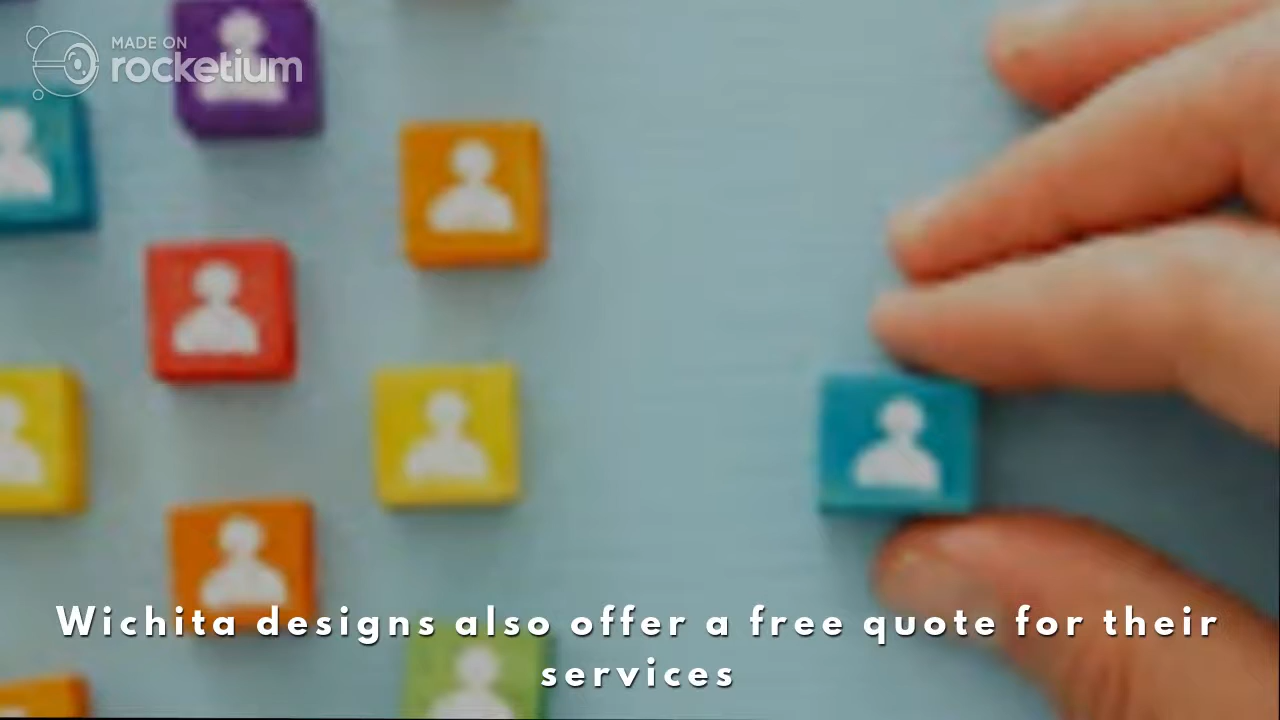 MADE ON
rocketium
Wichita designs also offer a free quote for their
services